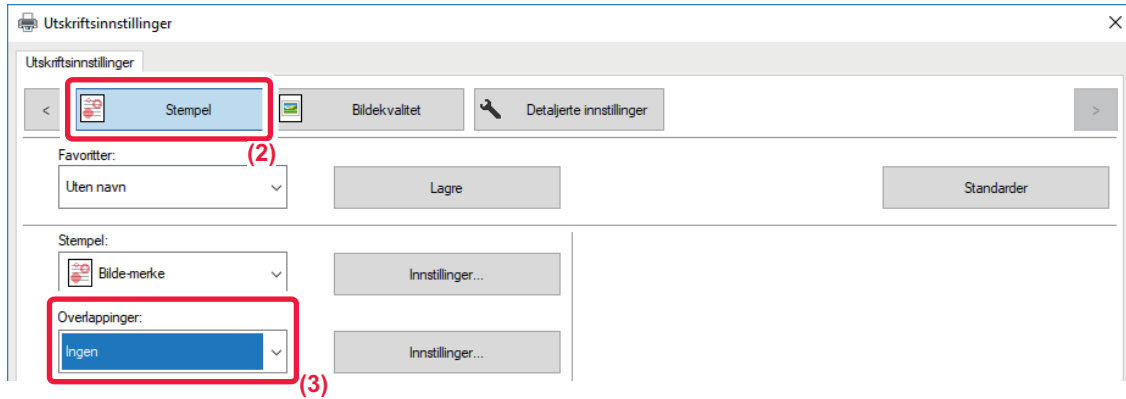 Utskriftsinnstillinger
Utskriftsinnstillinger
< Stempel Bildekvalitet Detaljerte innstillinger >
(2)
Favoritter:
Uten navn Lagre Standarder
Stempel:
Bilde-merke Innstillinger...
Overlappinger:
Ingen Innstillinger...
(3)